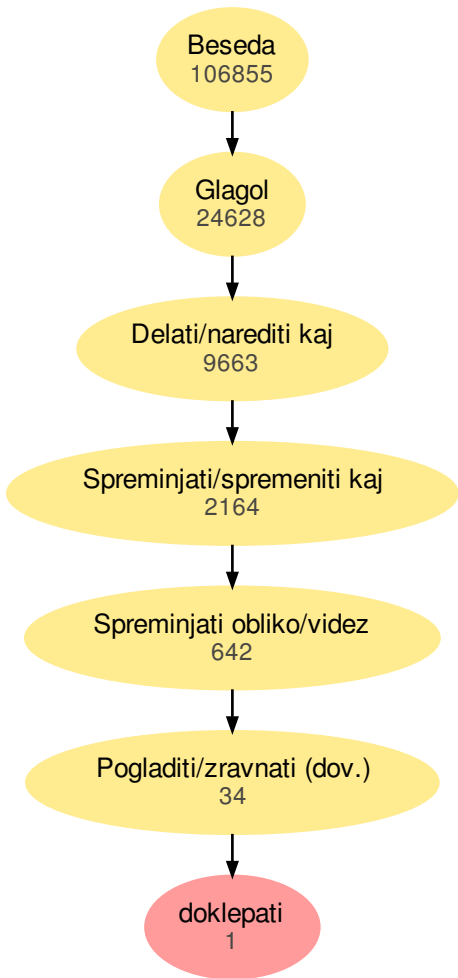 Beseda
106855
Glagol
24628
Delati/narediti kaj
9663
Spreminjati/spremeniti kaj
2164
Spreminjati obliko/videz
642
Pogladiti/zravnati (dov.)
34
doklepati
1